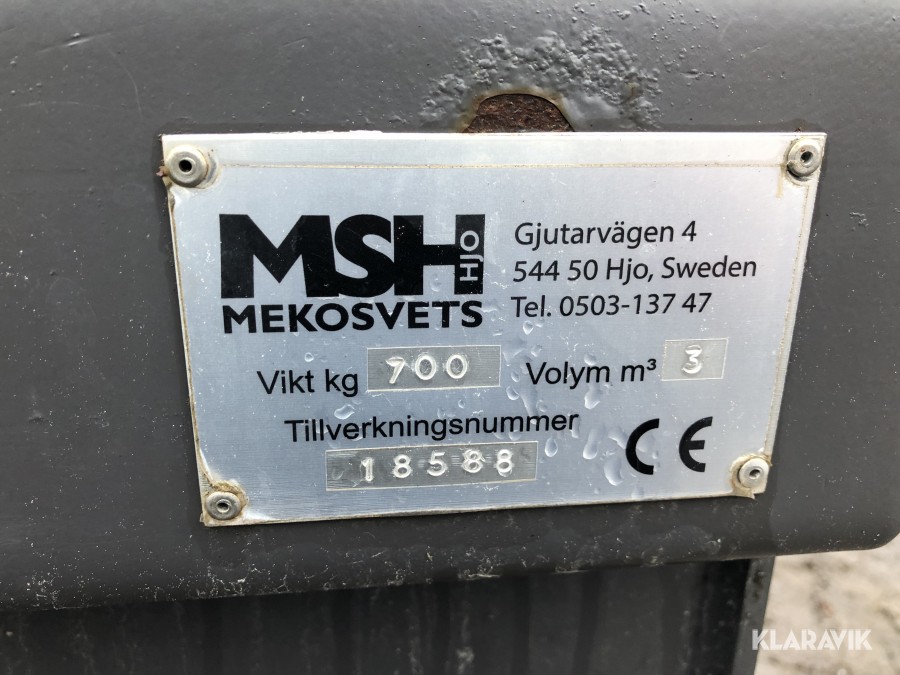 MSH HJO
MEKOSVETS
Gjutarvägen 4
544 50 Hjo, Sweden
Tel. 0503-137 47
Vikt kg 700 Volym m³ 3
Tillverkningsnummer
18588
CE
KLARAVIK